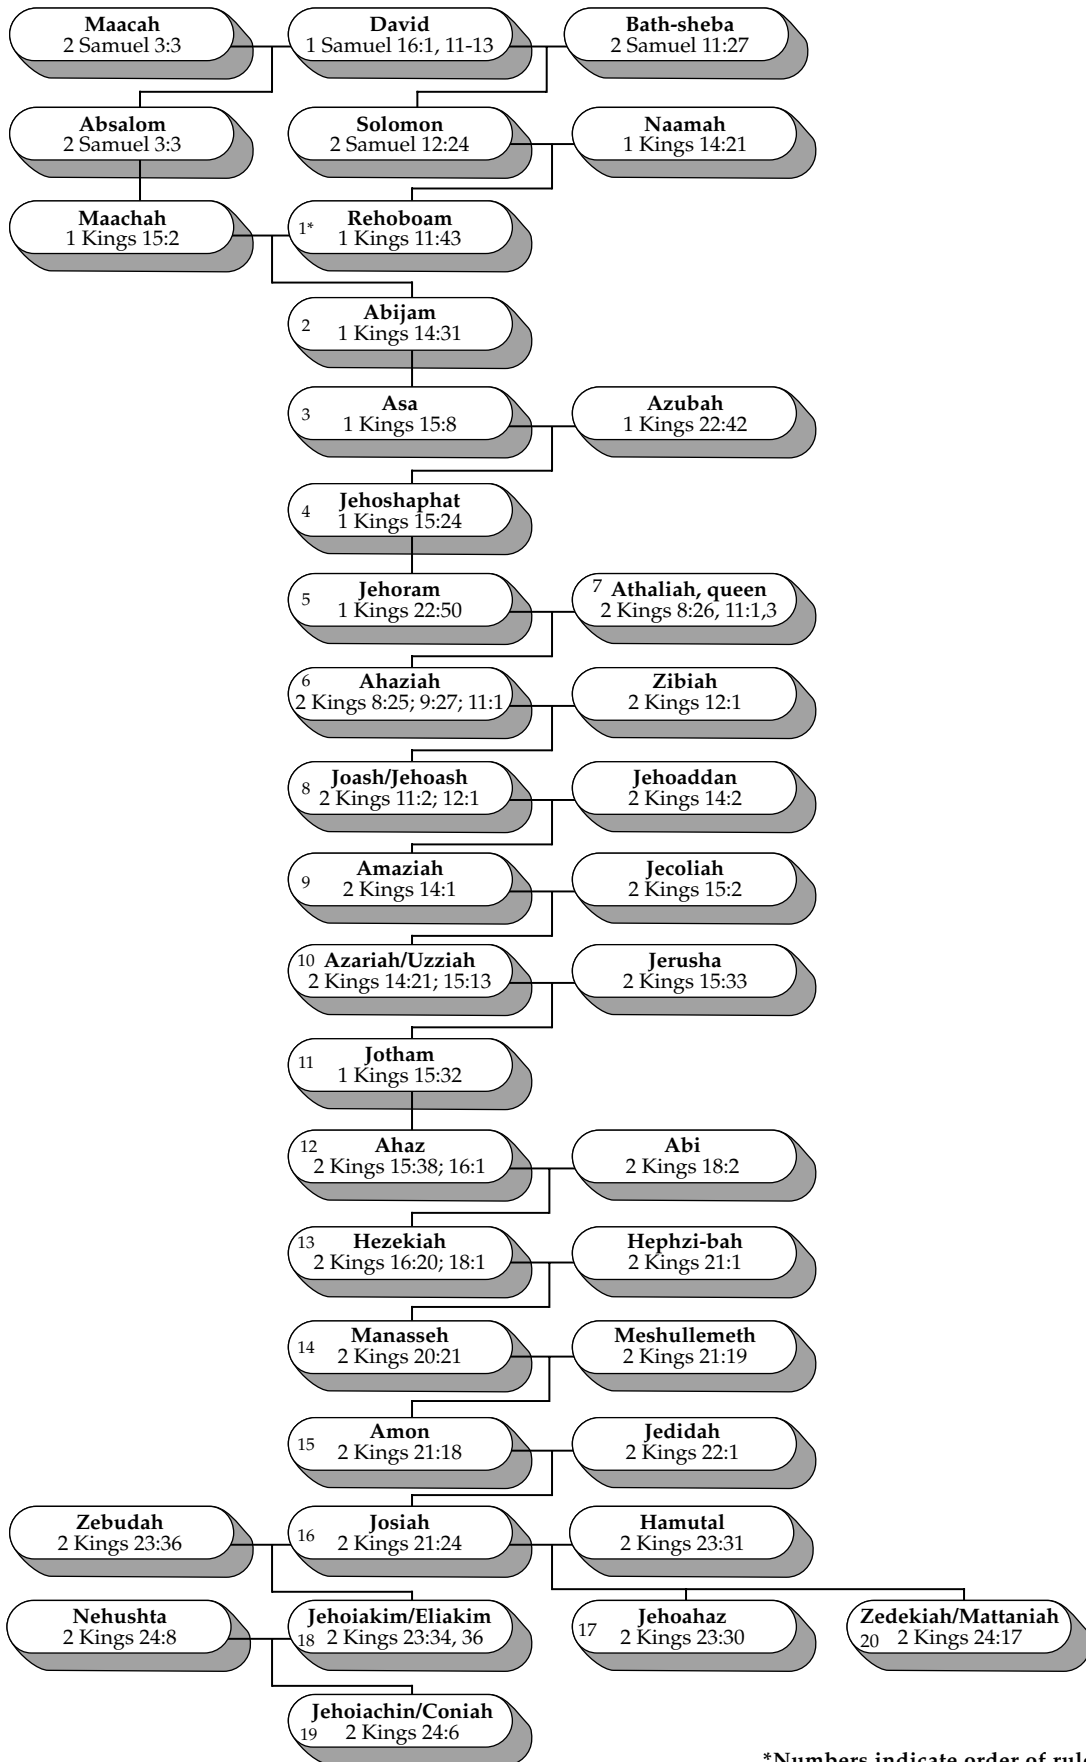 Maacah
2 Samuel 3:3
David
1 Samuel 16:1, 11-13
Bath-sheba
2 Samuel 11:27
Absalom
2 Samuel 3:3
Solomon
2 Samuel 12:24
Naamah
1 Kings 14:21
Maachah
1 Kings 15:2
1* Rehoboam
1 Kings 11:43
2 Abijam
1 Kings 14:31
3 Asa
1 Kings 15:8
Azubah
1 Kings 22:42
4 Jehoshaphat
1 Kings 15:24
5 Jehoram
1 Kings 22:50
7 Athaliah, queen
2 Kings 8:26, 11:1,3
6 Ahaziah
2 Kings 8:25; 9:27; 11:1
Zibiah
2 Kings 12:1
8 Joash/Jehoash
2 Kings 11:2; 12:1
Jehoaddan
2 Kings 14:2
9 Amaziah
2 Kings 14:1
Jecoliah
2 Kings 15:2
10 Azariah/Uzziah
2 Kings 14:21; 15:13
Jerusha
2 Kings 15:33
11 Jotham
1 Kings 15:32
12 Ahaz
2 Kings 15:38; 16:1
Abi
2 Kings 18:2
13 Hezekiah
2 Kings 16:20; 18:1
Hephzi-bah
2 Kings 21:1
14 Manasseh
2 Kings 20:21
Meshullemeth
2 Kings 21:19
15 Amon
2 Kings 21:18
Jedidah
2 Kings 22:1
Zebudah
2 Kings 23:36
16 Josiah
2 Kings 21:24
Hamutal
2 Kings 23:31
Nehushta
2 Kings 24:8
Jehoiakim/Eliakim
18 2 Kings 23:34, 36
17 Jehoahaz
2 Kings 23:30
Zedekiah/Mattaniah
20 2 Kings 24:17
Jehoiachin/Coniah
19 2 Kings 24:6
*Numbers indicate order of rule